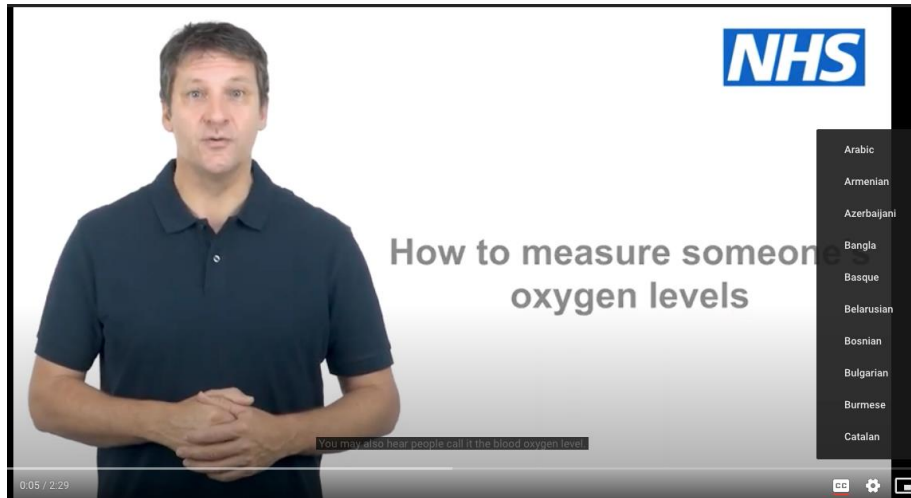 NHS
Arabic
Armenian
Azerbaijani
Bangla
How to measure someone's
Basque
oxygen levels
Belarusian
Bosnian
Bulgarian
Burmese
Catalan
You may also hear people call it the blood oxygen level.
0:05 / 2:29
CC